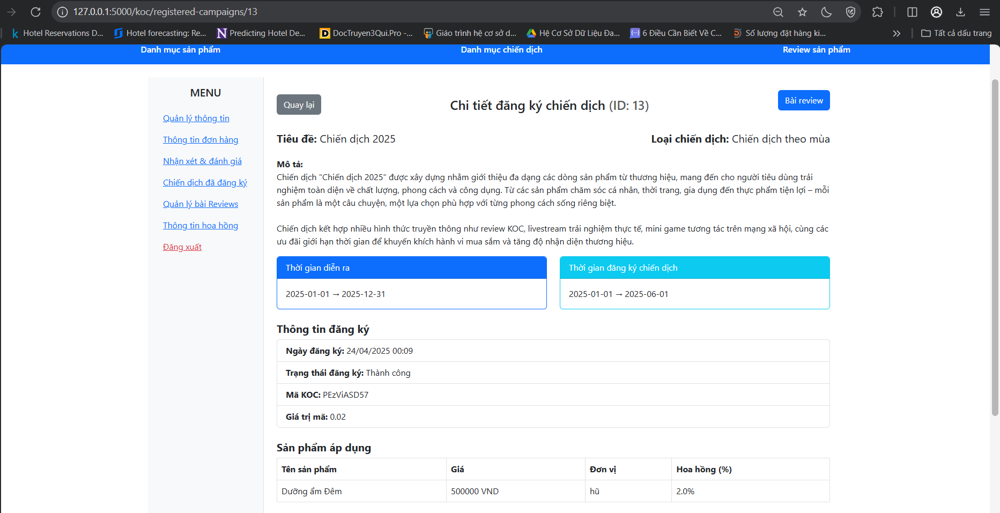 127.0.0.1:5000/koc/registered-campaigns/13
Hotel Reservations D...
Hotel forecasting: Re...
Predicting Hotel De...
DocTruyen3Qui.Pro -...
Giáo trình hệ cơ sở d...
Hệ Cơ Sở Dữ Liệu Đa...
6 Điều Cần Biết Về C...
Số lượng đặt hàng ki...
Tất cả dấu trang
Danh mục sản phẩm
Danh mục chiến dịch
Review sản phẩm
MENU
Quản lý thông tin
Thông tin đơn hàng
Nhận xét & đánh giá
Chiến dịch đã đăng ký
Quản lý bài Reviews
Thông tin hoa hồng
Đăng xuất
Quay lại
Chi tiết đăng ký chiến dịch (ID: 13)
Bài review
Tiêu đề: Chiến dịch 2025
Loại chiến dịch: Chiến dịch theo mùa
Mô tả:
Chiến dịch "Chiến dịch 2025" được xây dựng nhằm giới thiệu đa dạng các dòng sản phẩm từ thương hiệu, mang đến cho người tiêu dùng trải
nghiệm toàn diện về chất lượng, phong cách và công dụng. Từ các sản phẩm chăm sóc cá nhân, thời trang, gia dụng đến thực phẩm tiện lợi – mỗi
sản phẩm là một câu chuyện, một lựa chọn phù hợp với từng phong cách sống riêng biệt.
Chiến dịch kết hợp nhiều hình thức truyền thông như review KOC, livestream trải nghiệm thực tế, mini game tương tác trên mạng xã hội, cùng các
ưu đãi giới hạn thời gian để khuyến khích hành vi mua sắm và tăng độ nhận diện thương hiệu.
Thời gian diễn ra
2025-01-01 → 2025-12-31
Thời gian đăng ký chiến dịch
2025-01-01 → 2025-06-01
Thông tin đăng ký
Ngày đăng ký: 24/04/2025 00:09
Trạng thái đăng ký: Thành công
Mã KOC: PEzViASD57
Giá trị mã: 0.02
Sản phẩm áp dụng
Tên sản phẩm Giá Đơn vị Hoa hồng (%)
Dưỡng ẩm Đêm 500000 VND hũ 2.0%